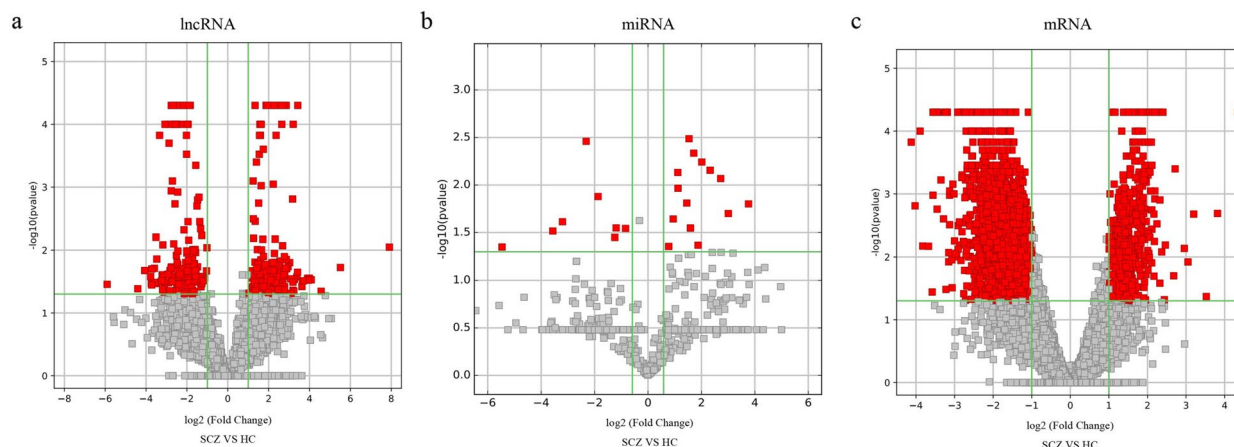 a
lncRNA
5
4
3
2
1
0
-log10(pvalue)
−8 −6 −4 −2 0 2 4 6 8
log2 (Fold Change)
SCZ VS HC
b
miRNA
3.0
2.5
2.0
1.5
1.0
0.5
0.0
-log10(pvalue)
−6 −4 −2 0 2 4 6
log2 (Fold Change)
SCZ VS HC
c
mRNA
5
4
3
2
1
0
-log10(pvalue)
−4 −3 −2 −1 0 1 2 3 4
log2 (Fold Change)
SCZ VS HC